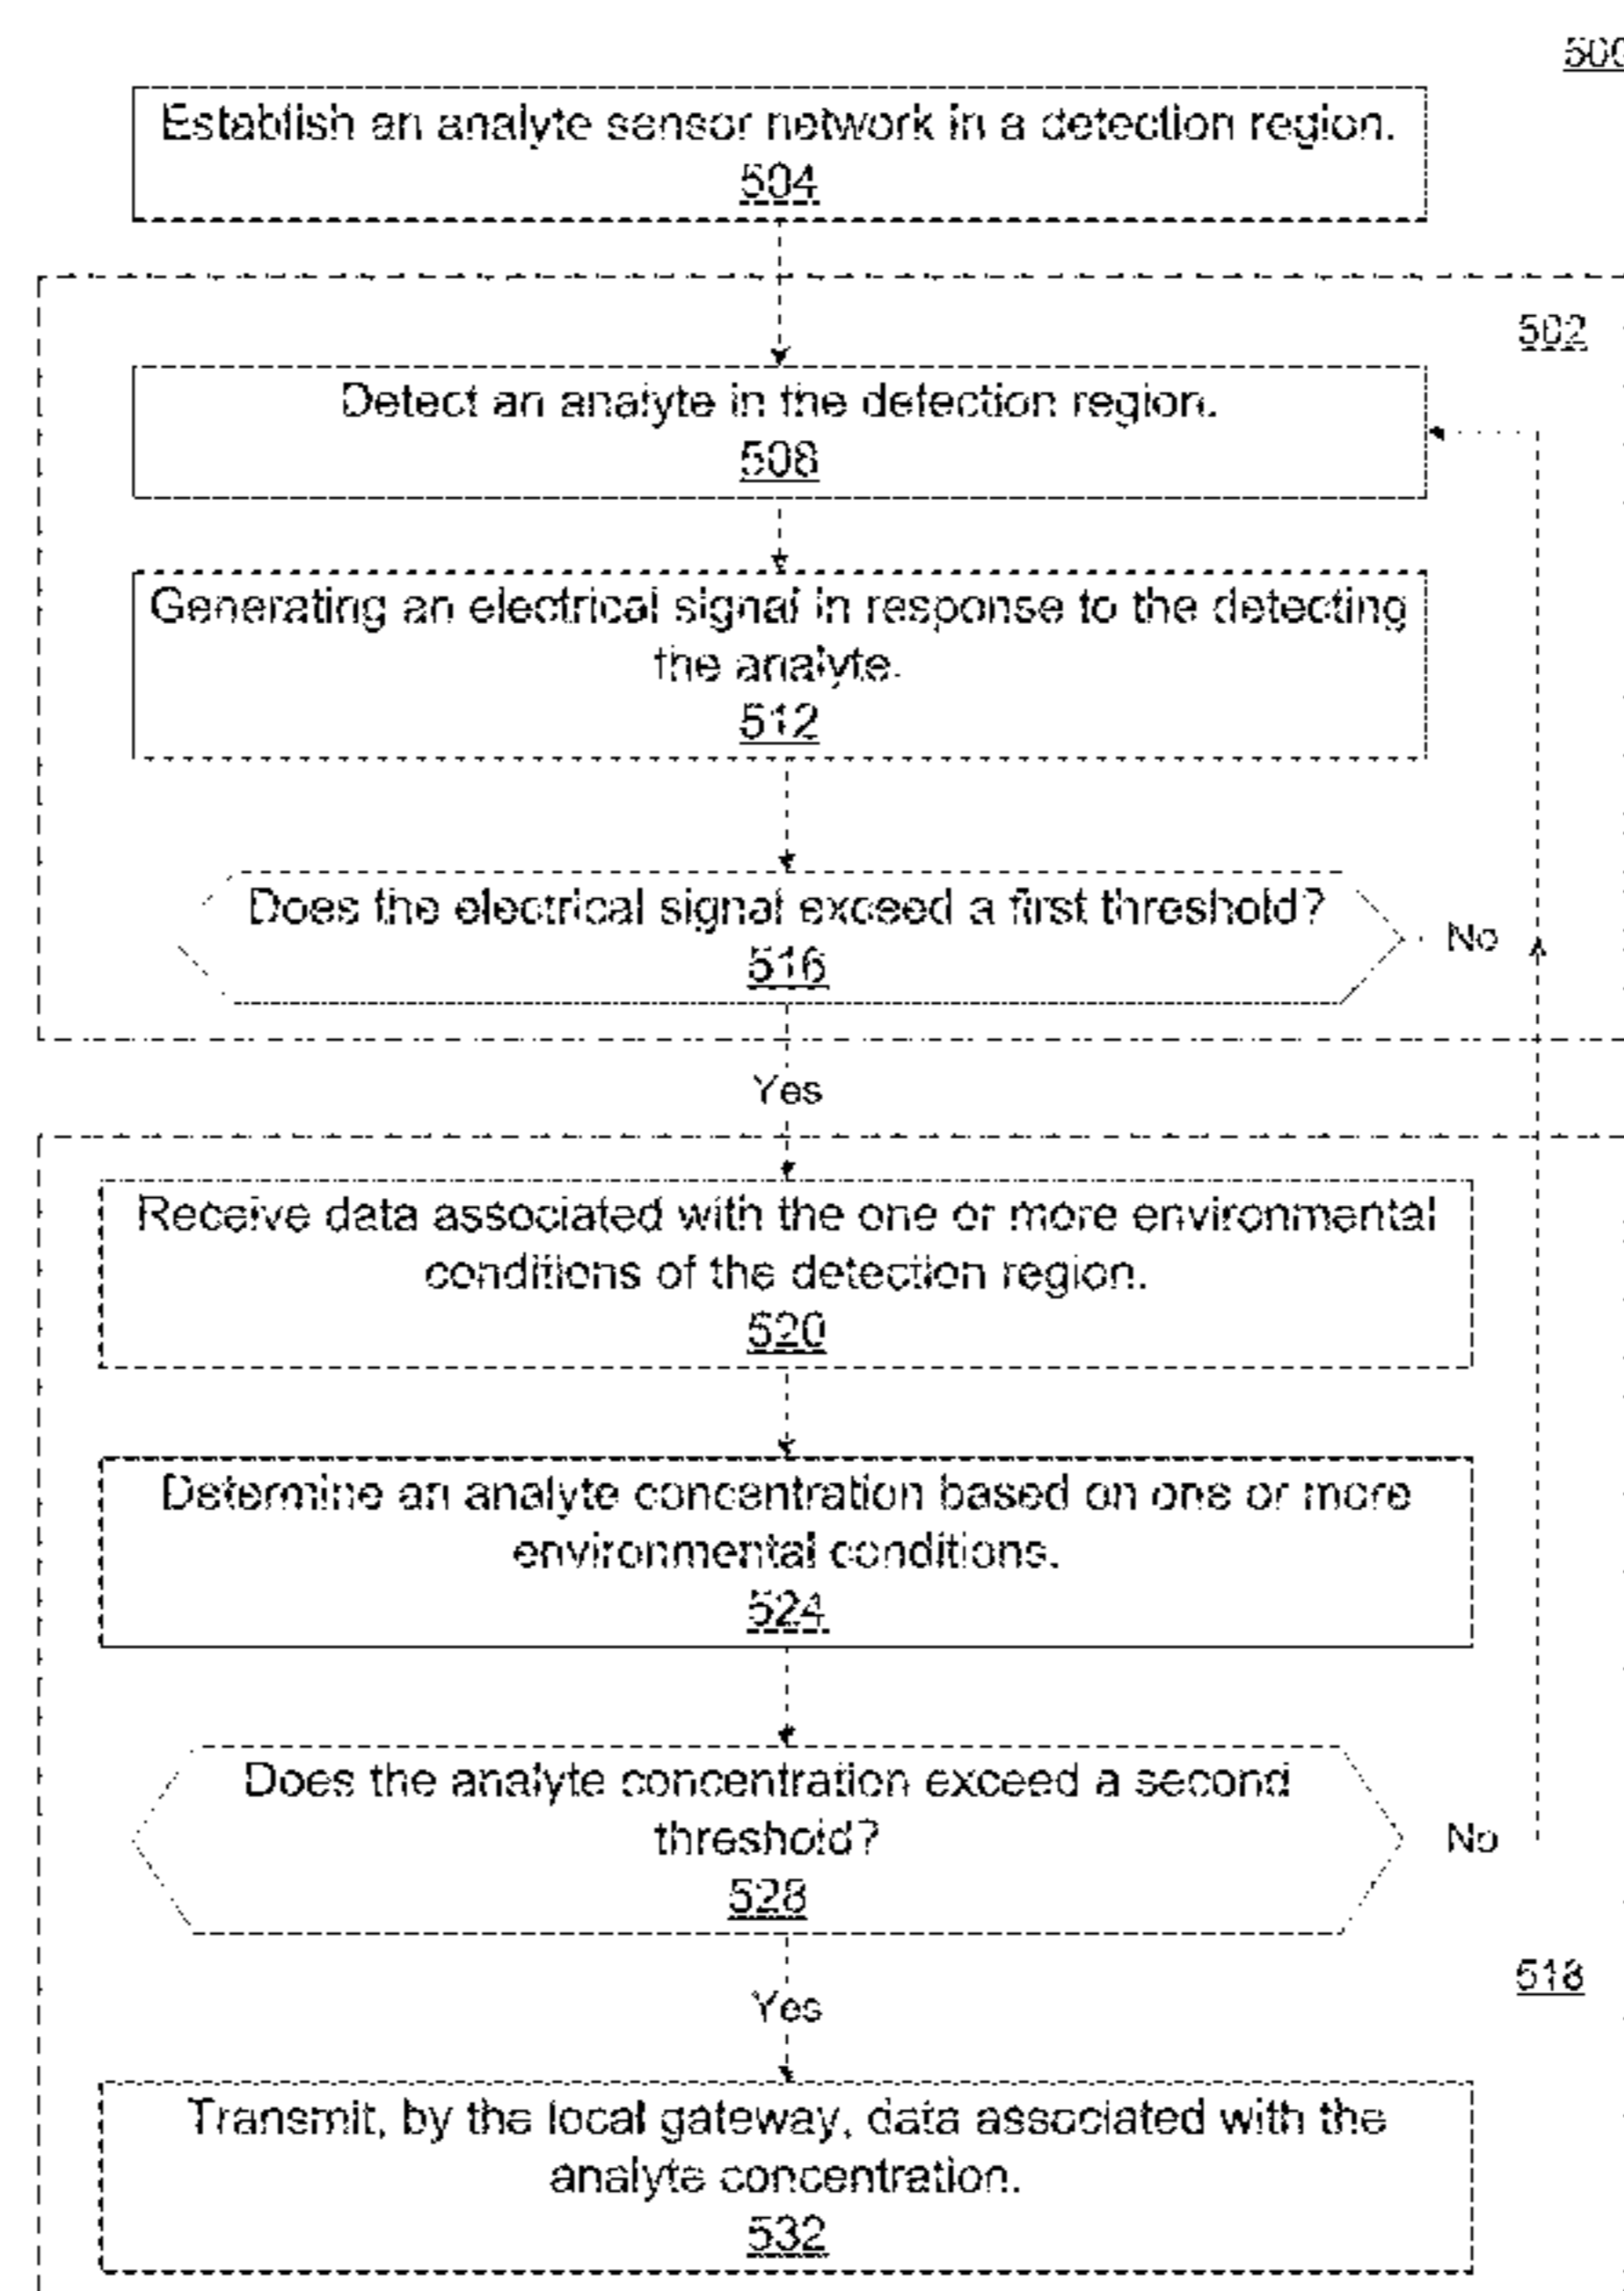 500
Establish an analyte sensor network in a detection region.
504
502
Detect an analyte in the detection region.
508
Generating an electrical signal in response to the detecting
the analyte.
512
Does the electrical signal exceed a first threshold?
No
516
Yes
Receive data associated with the one or more environmental
conditions of the detection region.
520
Determine an analyte concentration based on one or more
environmental conditions.
524
Does the analyte concentration exceed a second
threshold?
No
528
518
Yes
Transmit, by the local gateway, data associated with the
analyte concentration.
532